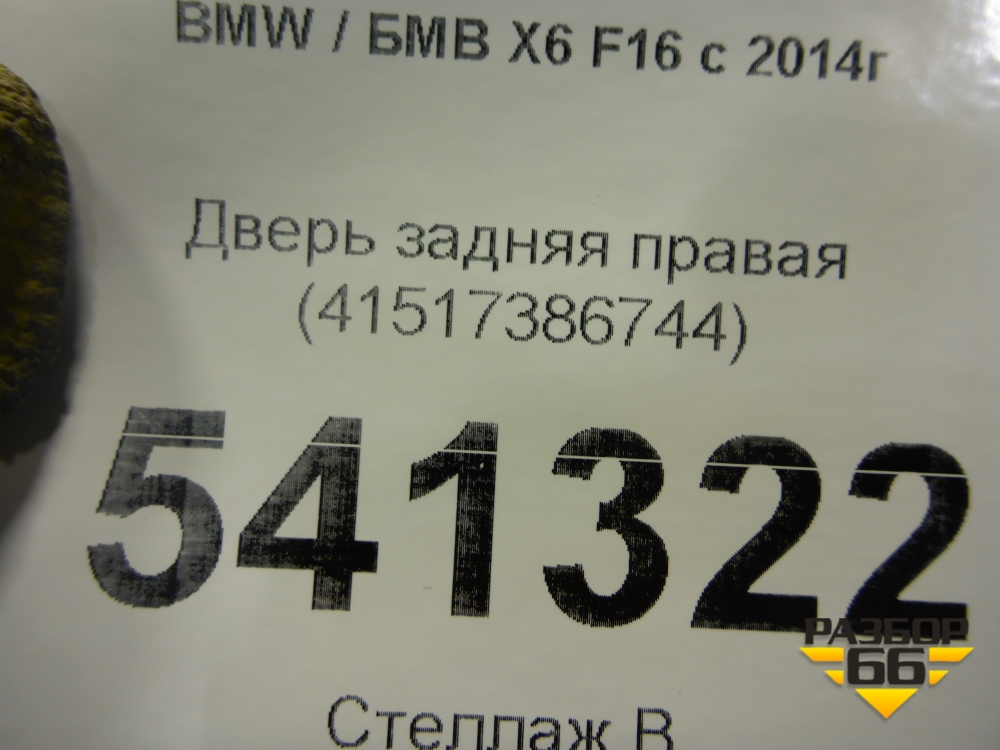 BMW / БМВ X6 F16 с 2014г
Дверь задняя правая
(41517386744)
541322
РАЗБОР
66
Стеллаж В